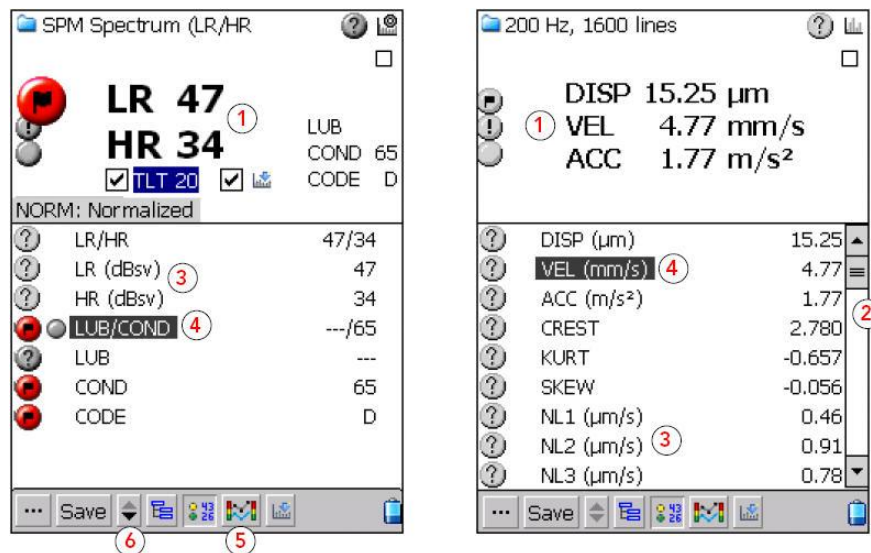 SPM Spectrum (LR/HR
LR 47
1
HR 34
LUB
COND 65
TLT 20
CODE D
NORM: Normalized
LR/HR 47/34
LR (dBsv) 47
3
HR (dBsv) 34
LUB/COND 4 ---/65
LUB ---
COND 65
CODE D
... Save
6 5
200 Hz, 1600 lines
DISP 15.25 µm
1 VEL 4.77 mm/s
ACC 1.77 m/s²
DISP (µm) 15.25
VEL (mm/s) 4 4.77
ACC (m/s²) 1.77
2
CREST 2.780
KURT -0.657
SKEW -0.056
NL1 (µm/s) 0.46
NL2 (µm/s) 3 0.91
NL3 (µm/s) 0.78
... Save